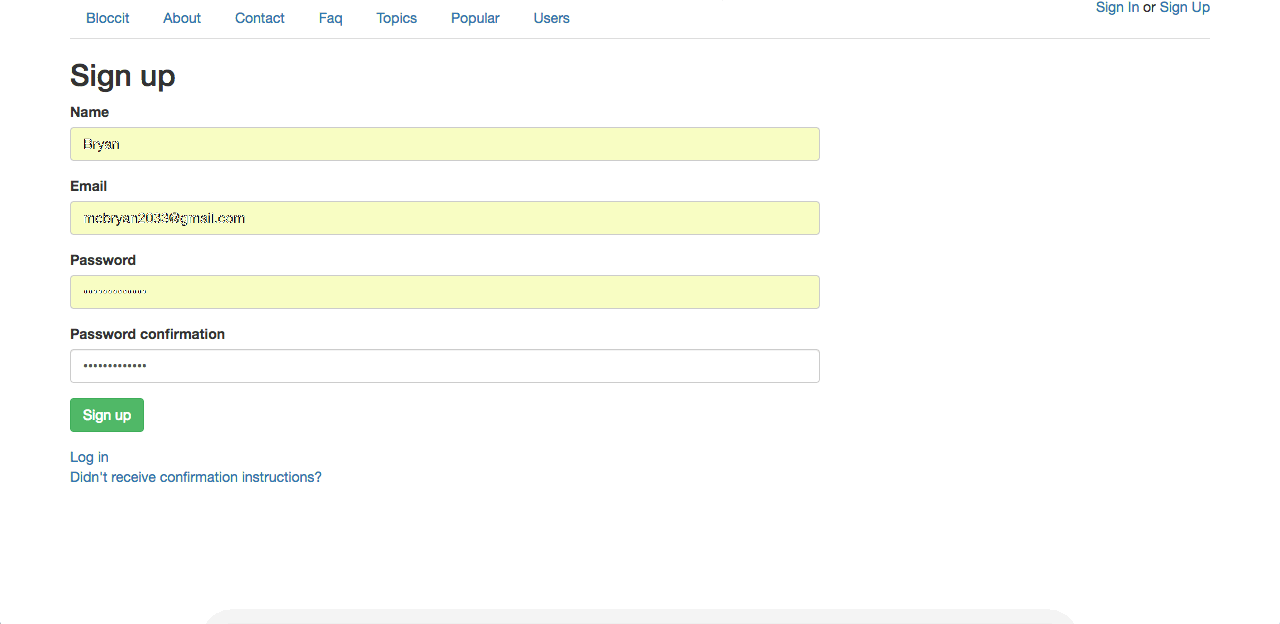 Bloccit About Contact Faq Topics Popular Users
Sign In or Sign Up
Sign up
Name
Bryan
Email
mcbryan2033@gmail.com
Password
•••••••••••••
Password confirmation
•••••••••••••
Sign up
Log in
Didn't receive confirmation instructions?